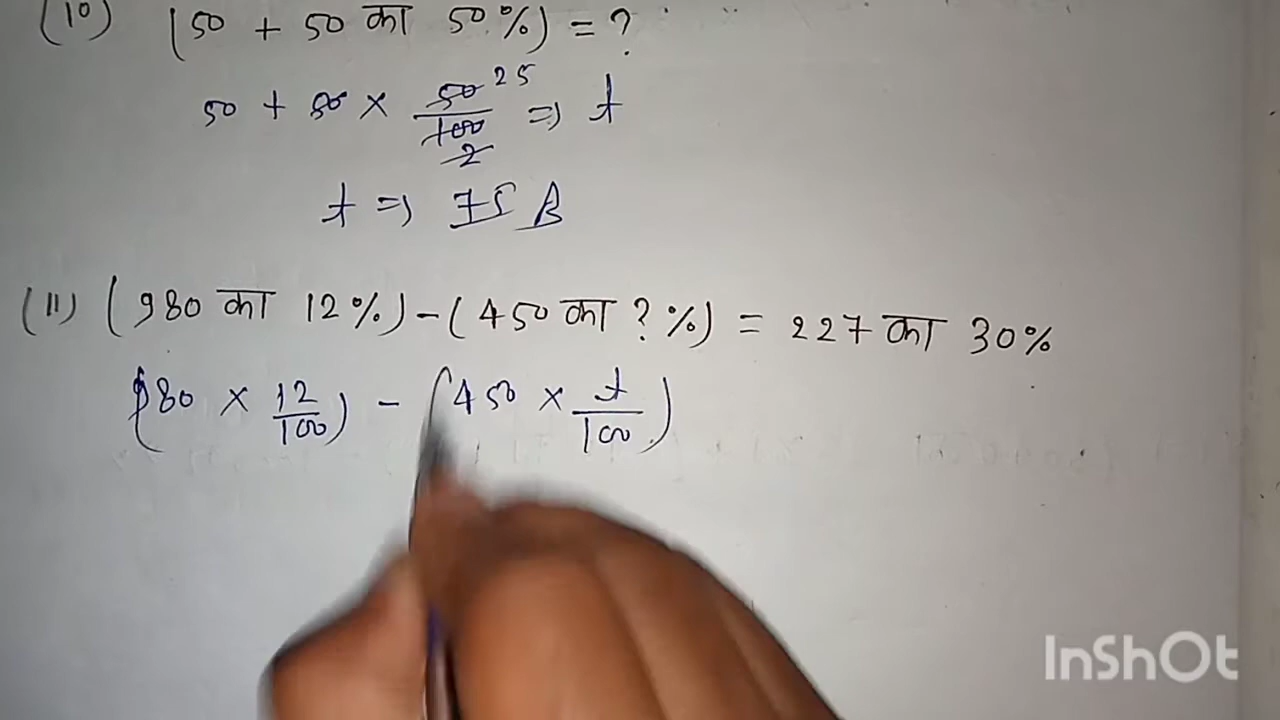 (10) (50 + 50 का 50%) = ?
50 + 50 × 50/100 25 ⇒ t
2
t ⇒ 75
(11) (980 का 12%) - (450 का ? %) = 227 का 30%
(980 × 12/100) - (450 × t/100)
InShOt